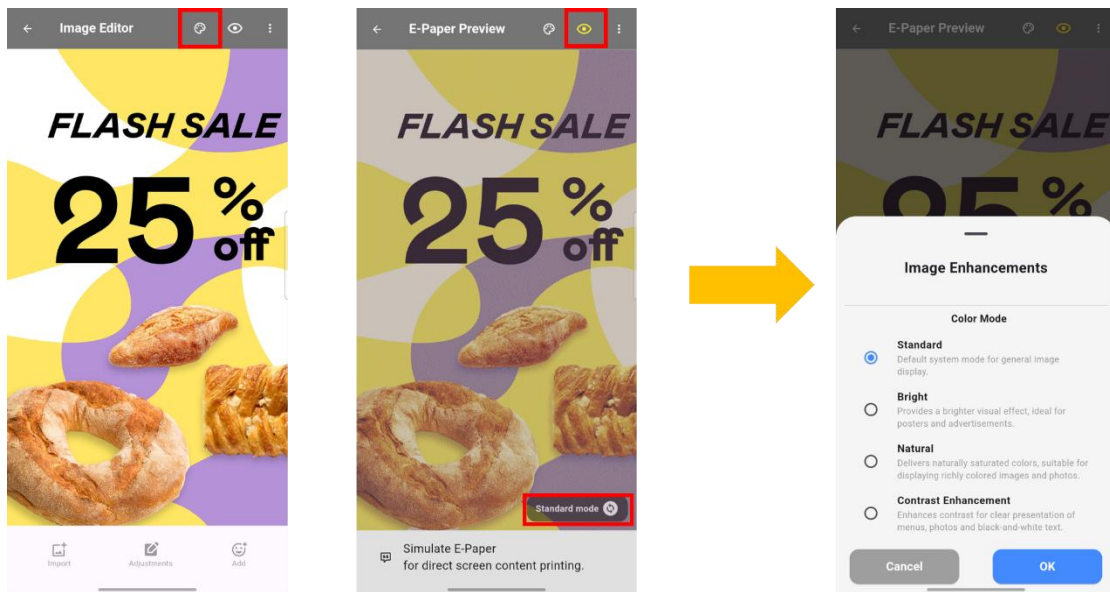 Image Editor
FLASH SALE
25 %
off
Import
Adjustments
Add
E-Paper Preview
FLASH SALE
25 %
off
Standard mode
Simulate E-Paper
for direct screen content printing.
E-Paper Preview
FLASH SALE
25 %
Image Enhancements
Color Mode
Standard
Default system mode for general image
display.
Bright
Provides a brighter visual effect, ideal for
posters and advertisements.
Natural
Delivers naturally saturated colors, suitable for
displaying richly colored images and photos.
Contrast Enhancement
Enhances contrast for clear presentation of
menus, photos and black-and-white text.
Cancel
OK